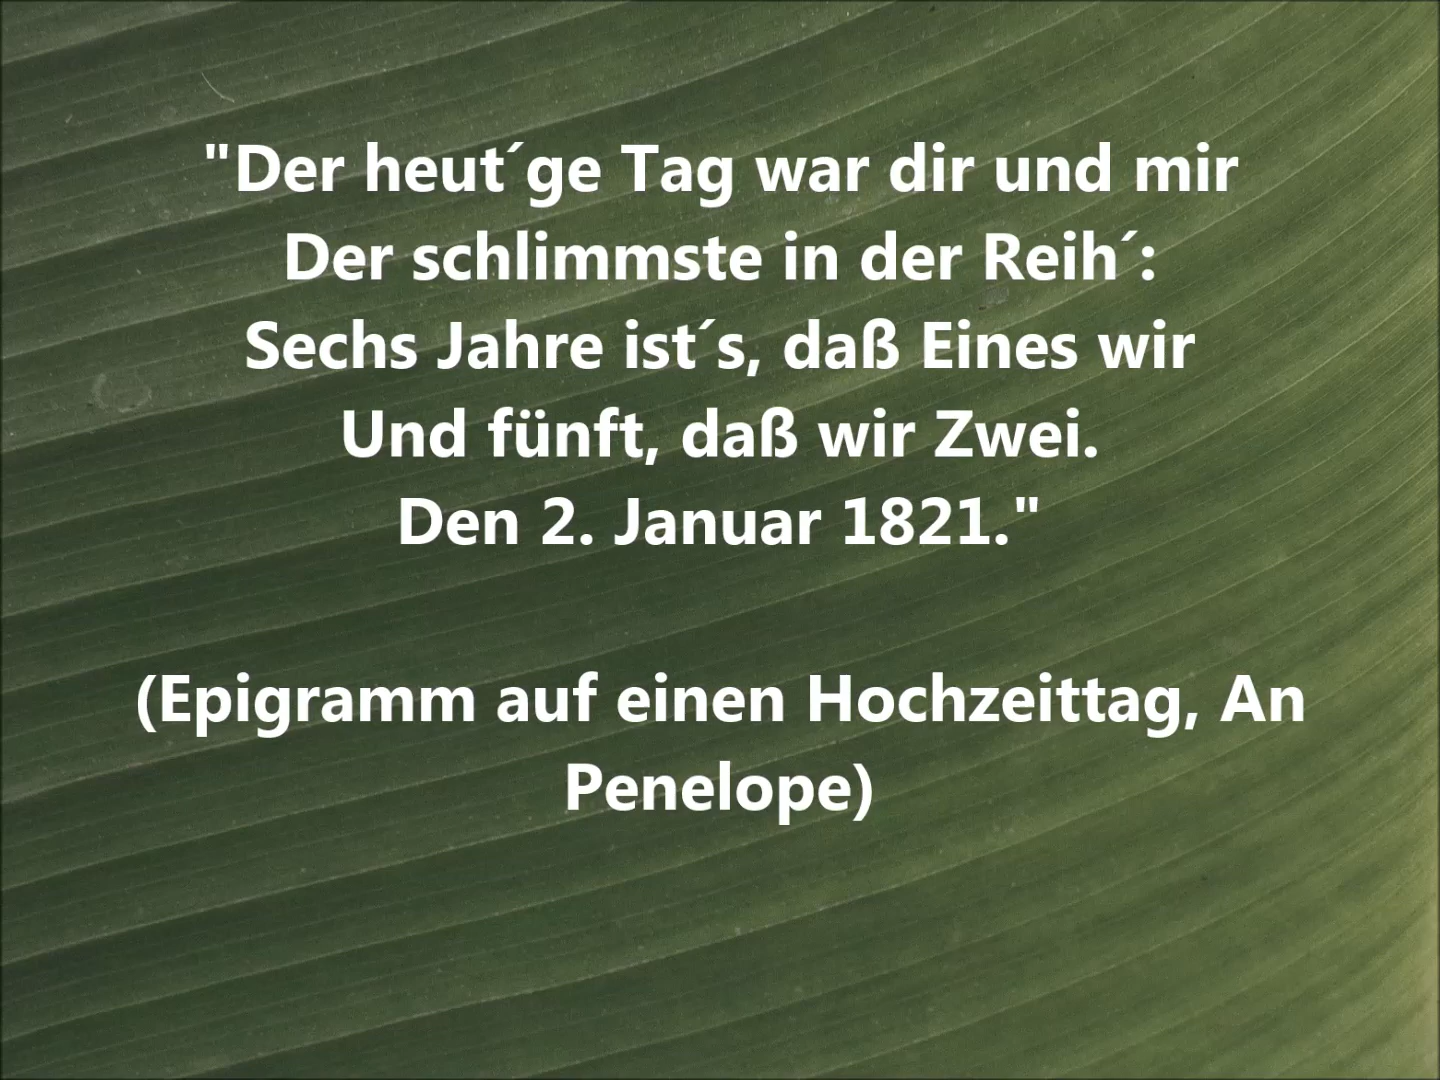 "Der heut´ge Tag war dir und mir
Der schlimmste in der Reih´:
Sechs Jahre ist´s, daß Eines wir
Und fünft, daß wir Zwei.
Den 2. Januar 1821."
(Epigramm auf einen Hochzeittag, An
Penelope)